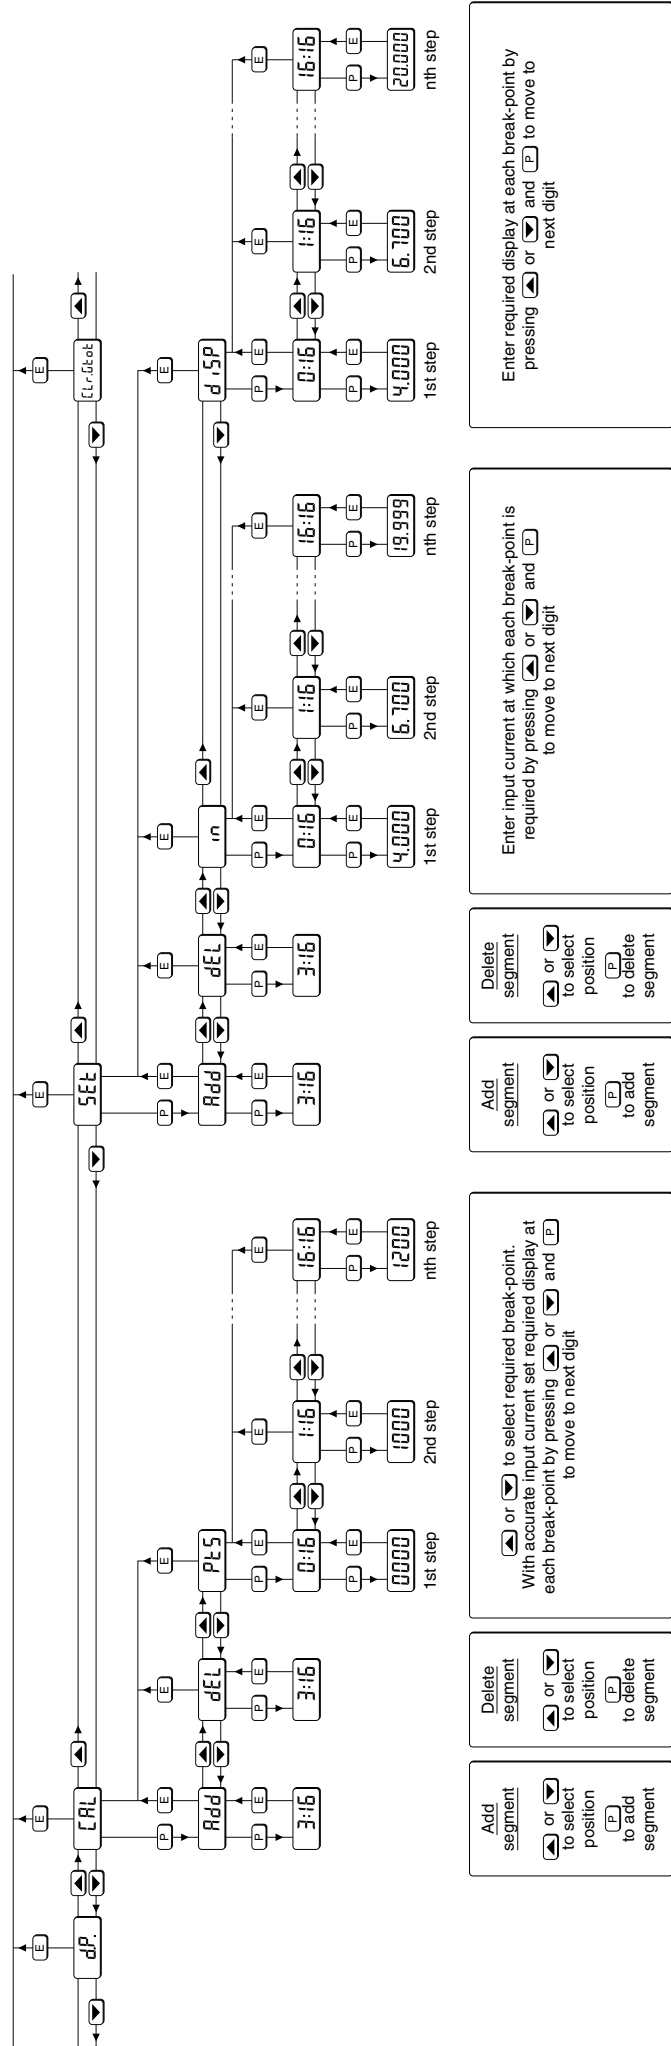 E E E E
d.P. CAL SEt CLr.Gtot
P E E E P E E E E
Add dEL PtS Add dEL in diSP
P E P E P E E E P E P E P E E E P E E E
3:16 3:16 0:16 1:16 16:16 3:16 3:16 0:16 1:16 16:16 0:16 1:16 16:16
P E P E P E P E P E P E P E P E P E
0000 1000 1200 4.000 6.700 19.999 4.000 6.700 20.000
1st step 2nd step nth step 1st step 2nd step nth step 1st step 2nd step nth step
Add
segment
▲ or ▼
to select
position
P
to add
segment
Delete
segment
▲ or ▼
to select
position
P
to delete
segment
▲ or ▼ to select required break-point.
With accurate input current set required display at
each break-point by pressing ▲ or ▼ and P
to move to next digit
Add
segment
▲ or ▼
to select
position
P
to add
segment
Delete
segment
▲ or ▼
to select
position
P
to delete
segment
Enter input current at which each break-point is
required by pressing ▲ or ▼ and P
to move to next digit
Enter required display at each break-point by
pressing ▲ or ▼ and P to move to
next digit